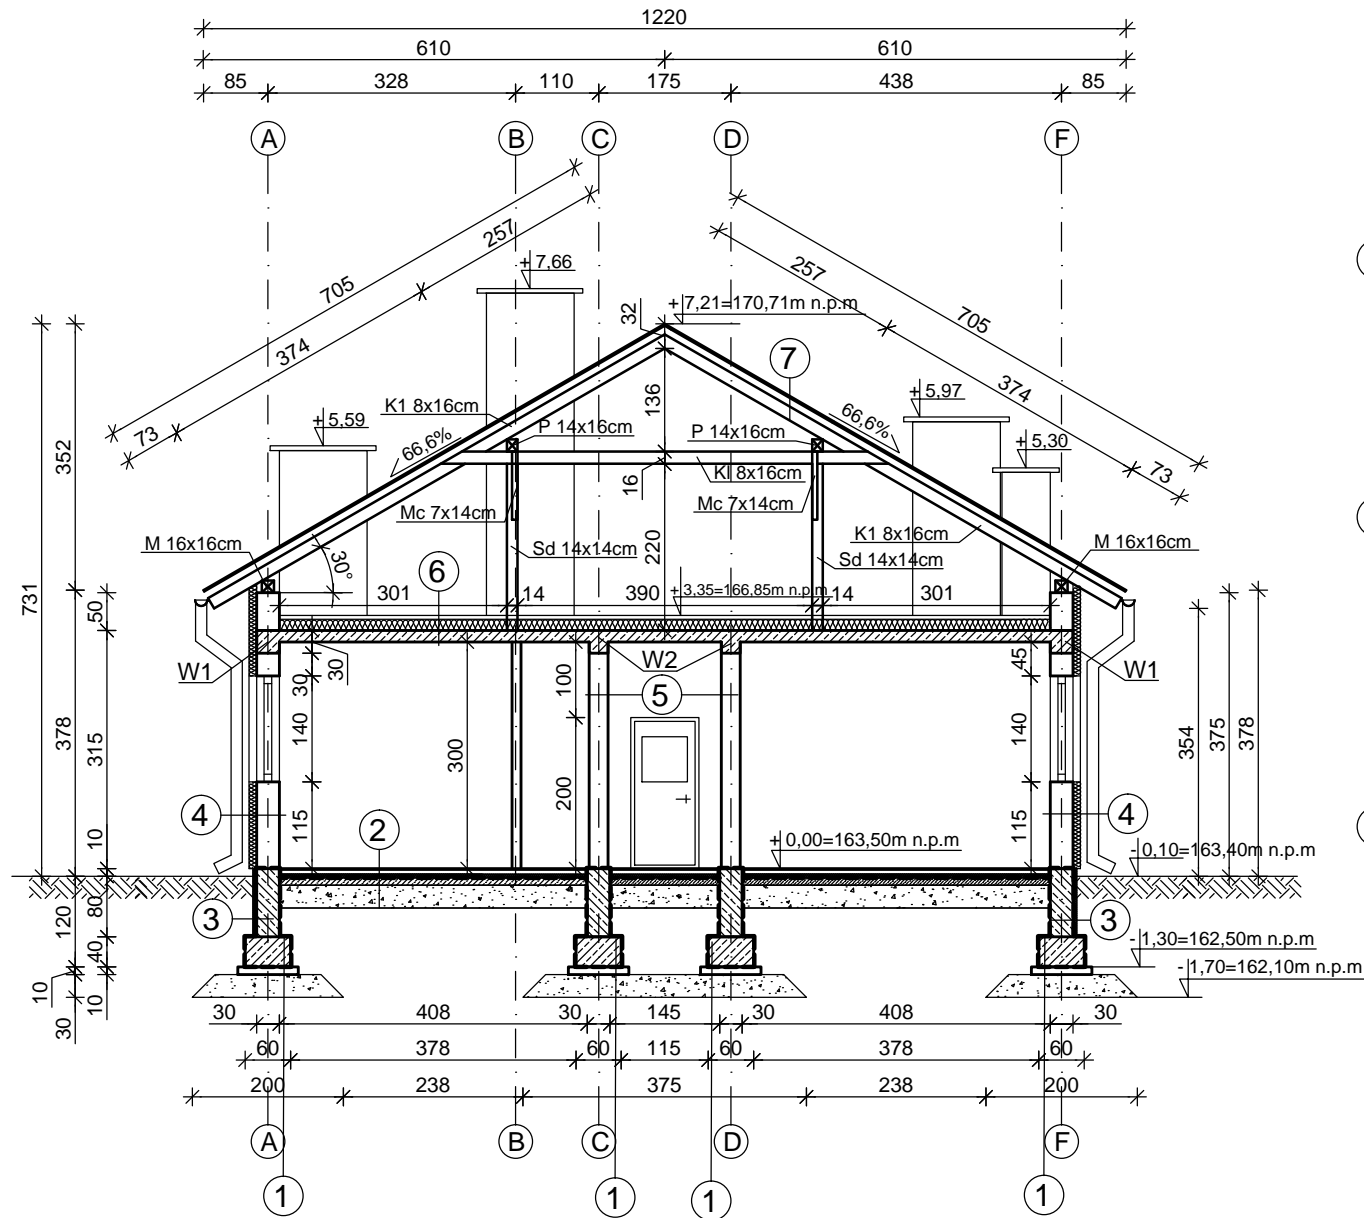 1220
610 610
85 328 110 175 438 85
A B C D F
705 257 374 73
257 705 374 73
+ 7,66
+ 7,21=170,71m n.p.m
32
7
K1 8x16cm
136
+ 5,59
66,6%
P 14x16cm
P 14x16cm
66,6%
+ 5,97
+ 5,30
Kl 8x16cm
16
Mc 7x14cm
Mc 7x14cm
K1 8x16cm
M 16x16cm
Sd 14x14cm
220
Sd 14x14cm
M 16x16cm
30°
6
301 14 390 +3,35=166,85m n.p.m 14 301
731
352
378
50
315
10
W1
30
30
W2
45
W1
5
100
140
300
200
140
115
115
354
375
378
4
4
2
+ 0,00=163,50m n.p.m
- 0,10=163,40m n.p.m
3
3
120
80
40
10
10
30
- 1,30=162,50m n.p.m
- 1,70=162,10m n.p.m
30 408 30 145 30 408 30
60 378 60 115 60 378 60
200 238 375 238 200
A B C D F
1 1 1 1